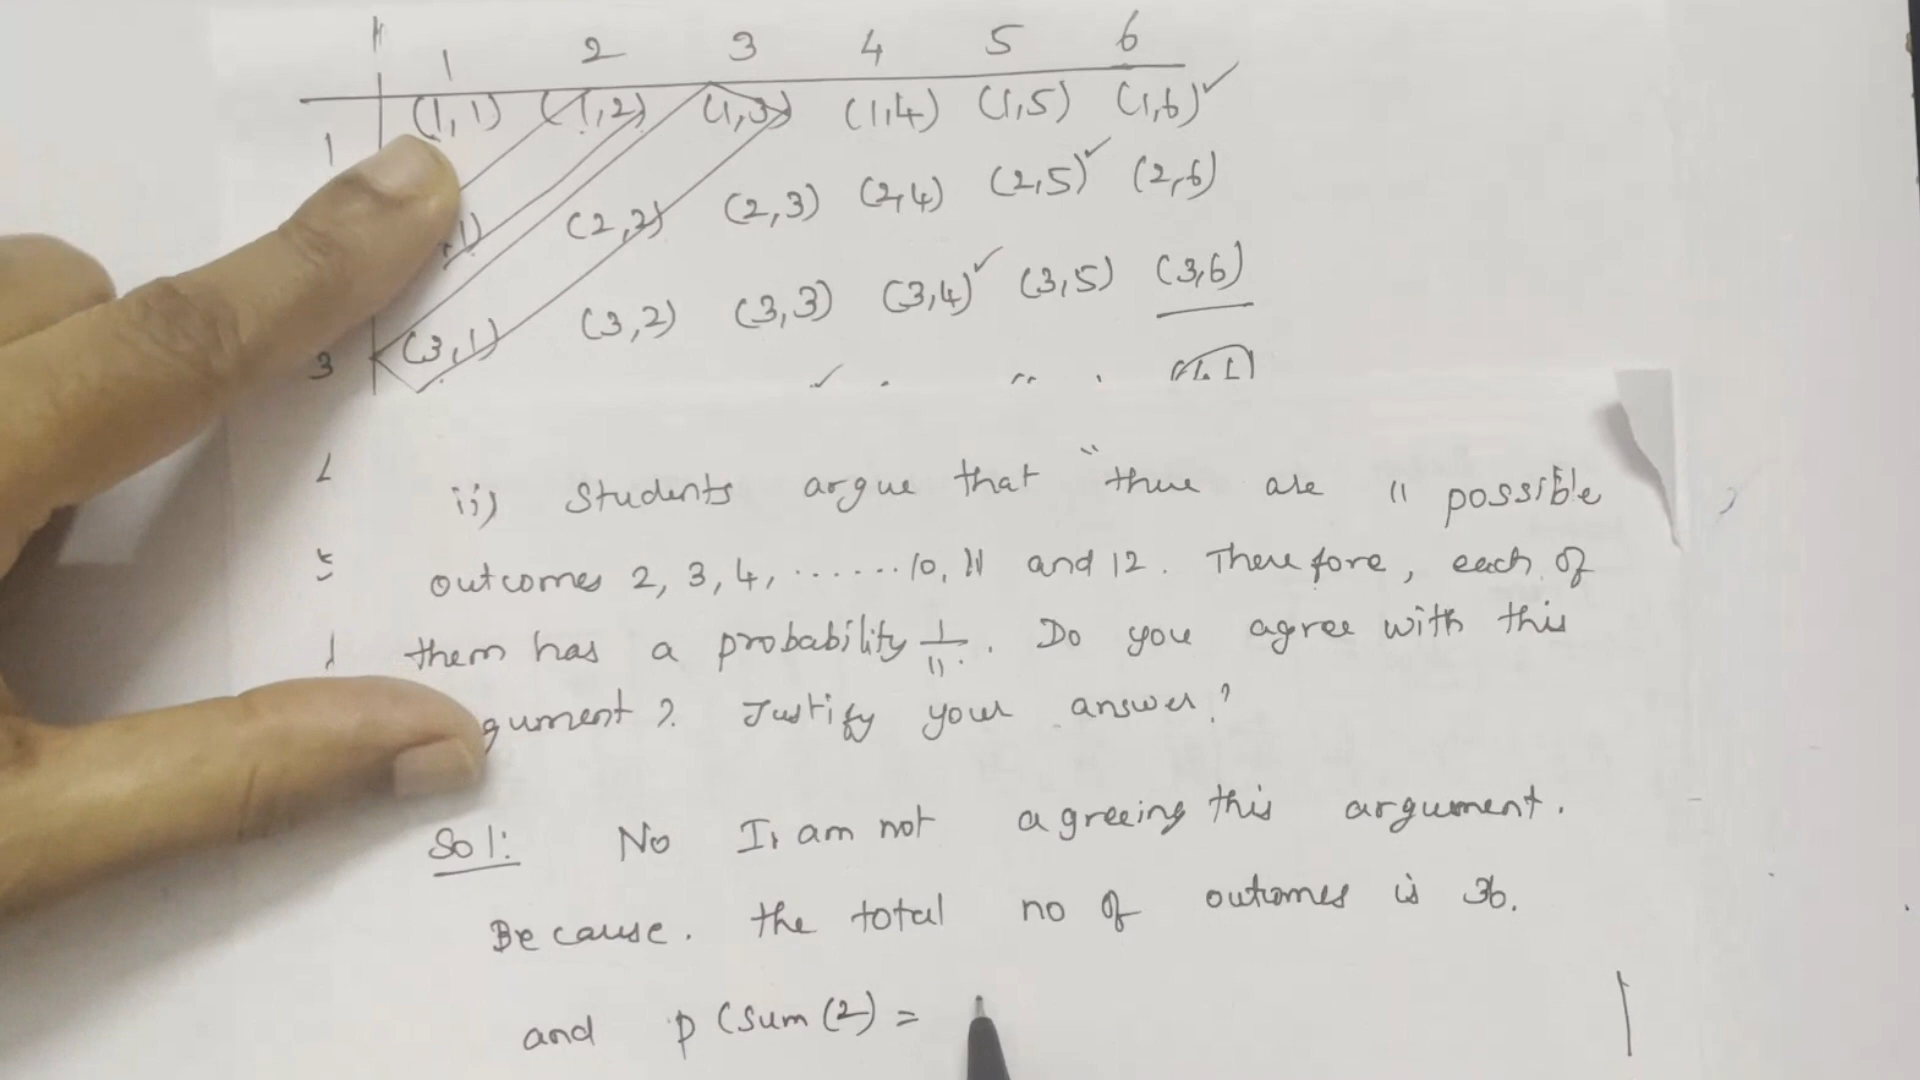 1 2 3 4 5 6
1 (1,1) (1,2) (1,3) (1,4) (1,5) (1,6) ✓
,1) (2,2) (2,3) (2,4) (2,5) ✓ (2,6)
3 (3,1) (3,2) (3,3) (3,4) ✓ (3,5) (3,6)
ii) Students argue that "there are 11 possible
outcomes 2, 3, 4, ....... 10, 11 and 12. Therefore, each of
them has a probability 1/11. Do you agree with this
gument ? Justify your answer?
Sol: No I, am not agreeing this argument.
Because. the total no of outcomes is 36.
and P (sum (2) =